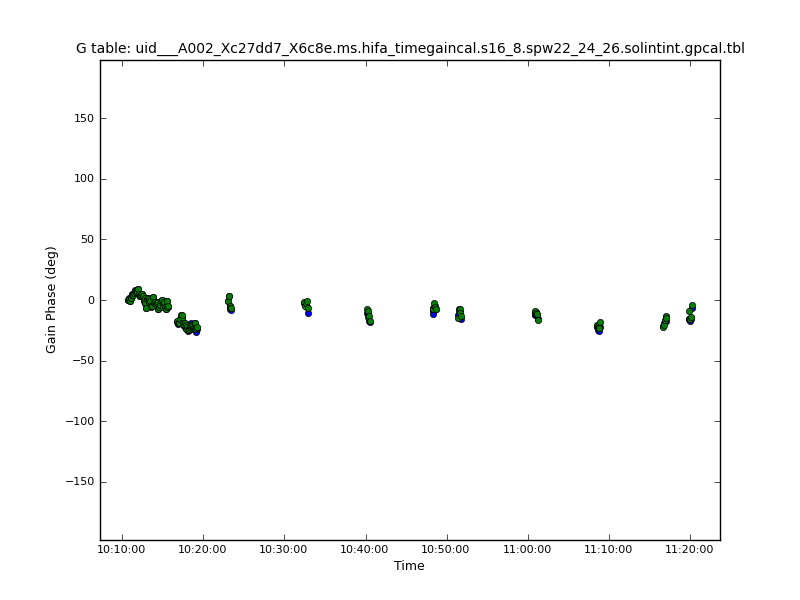 G table: uid___A002_Xc27dd7_X6c8e.ms.hifa_timegaincal.s16_8.spw22_24_26.solintint.gpcal.tbl
150
100
50
0
−50
−100
−150
Gain Phase (deg)
10:10:00 10:20:00 10:30:00 10:40:00 10:50:00 11:00:00 11:10:00 11:20:00
Time